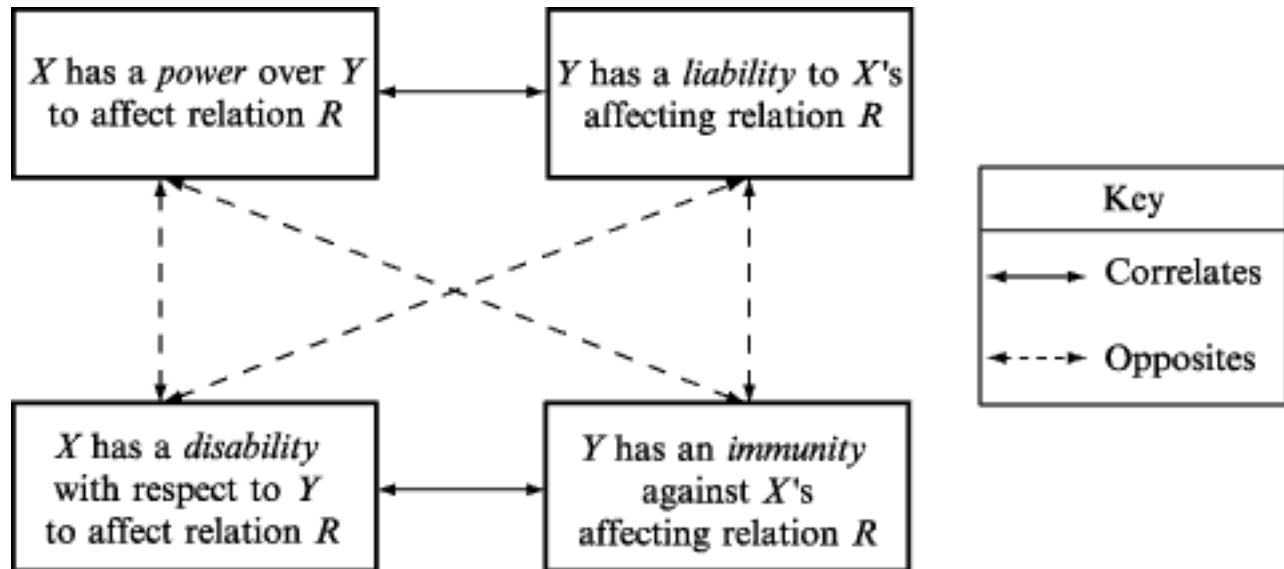 X has a power over Y
to affect relation R
Y has a liability to X's
affecting relation R
Key
Correlates
Opposites
X has a disability
with respect to Y
to affect relation R
Y has an immunity
against X's
affecting relation R